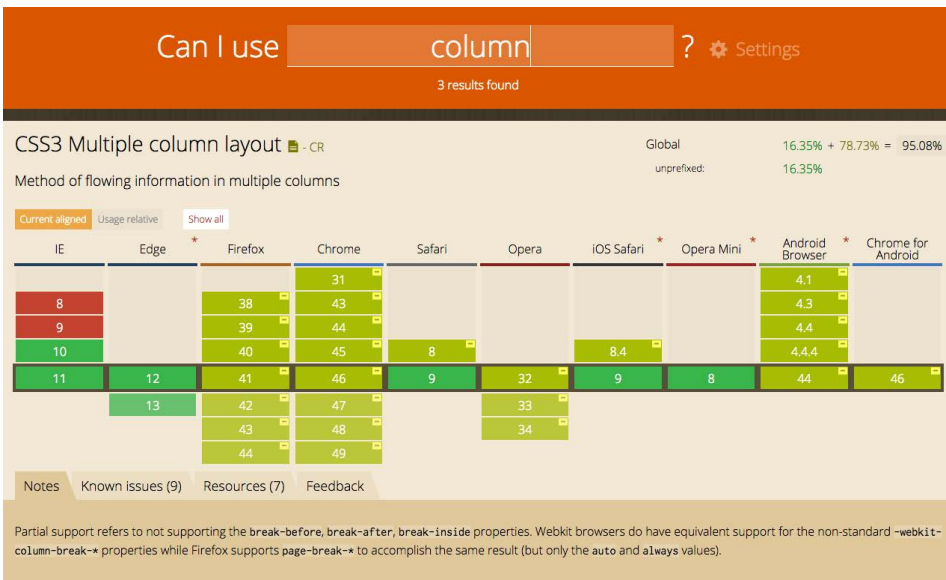 Can I use column ? Settings
3 results found
CSS3 Multiple column layout - CR
Global 16.35% + 78.73% = 95.08%
unprefixed: 16.35%
Method of flowing information in multiple columns
Current aligned Usage relative Show all
IE Edge * Firefox Chrome Safari Opera iOS Safari * Opera Mini * Android Browser * Chrome for Android
31 4.1
8 38 43 4.3
9 39 44 4.4
10 40 45 8 8.4 4.4.4
11 12 41 46 9 32 9 8 44 46
13 42 47 33
43 48 34
44 49
Notes Known issues (9) Resources (7) Feedback
Partial support refers to not supporting the break-before, break-after, break-inside properties. Webkit browsers do have equivalent support for the non-standard -webkit-
column-break-* properties while Firefox supports page-break-* to accomplish the same result (but only the auto and always values).